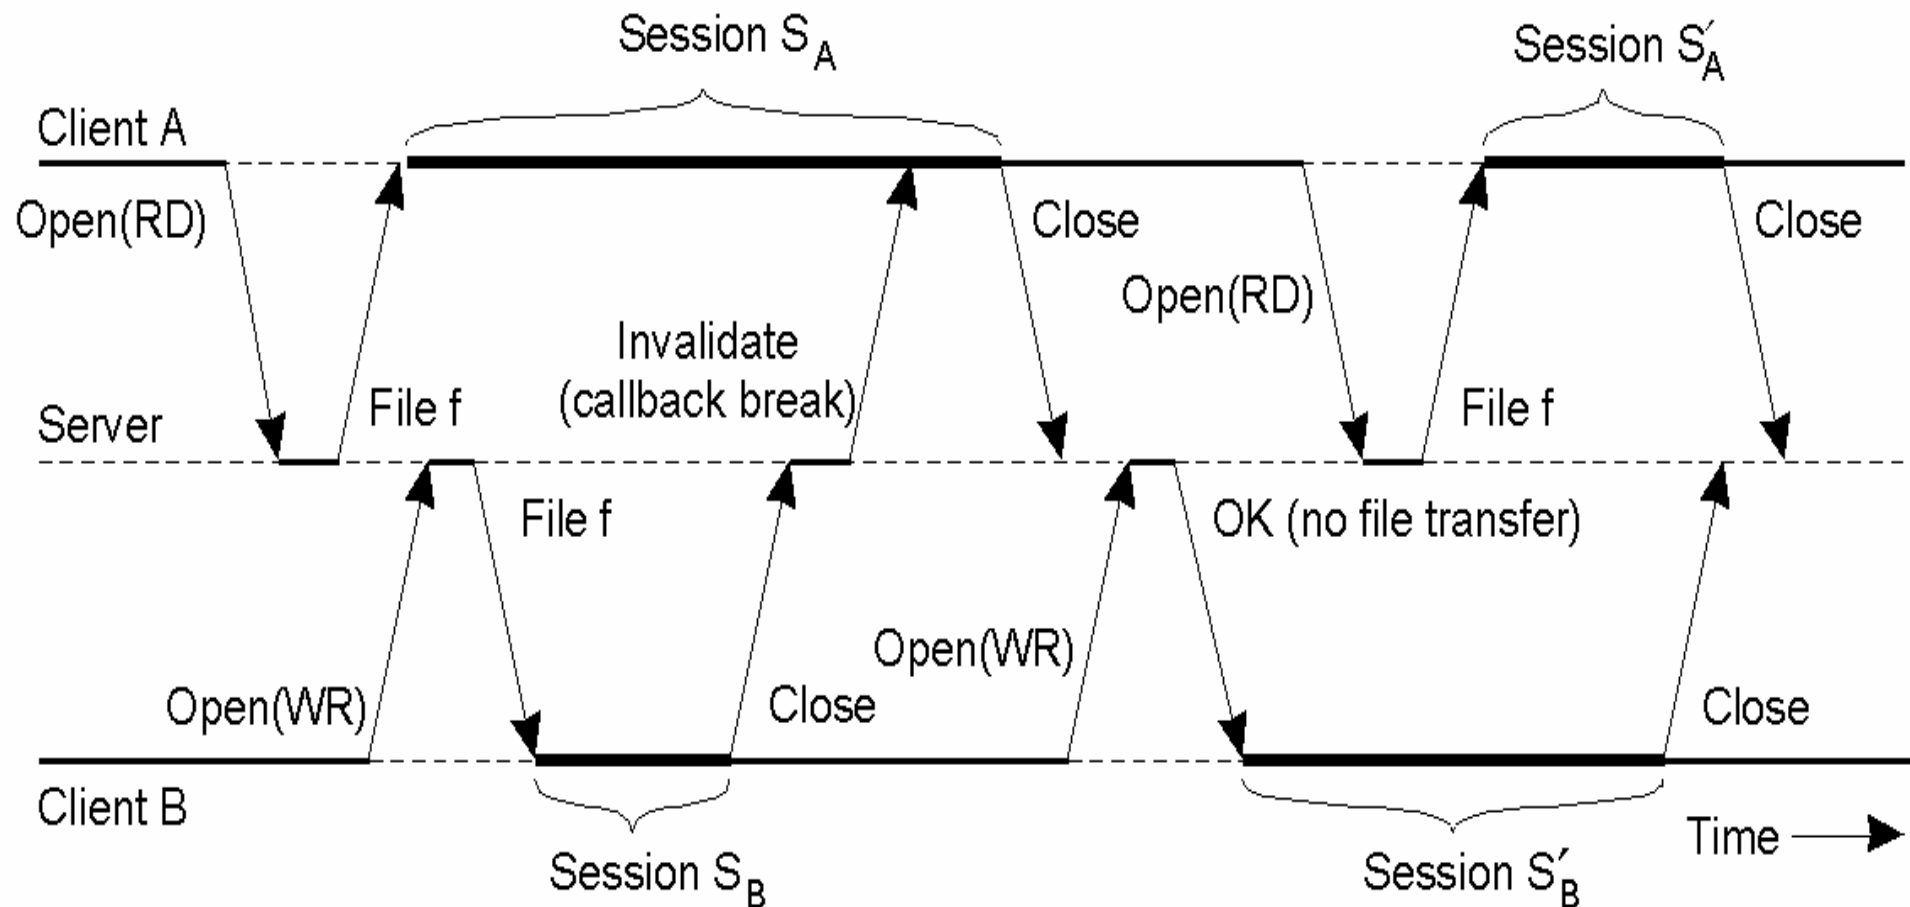 Session S_A
Session S′_A
Client A
Open(RD)
Close
Close
Open(RD)
Invalidate
(callback break)
File f
File f
Server
File f
OK (no file transfer)
Open(WR)
Open(WR)
Close
Close
Client B
Time
Session S_B
Session S′_B